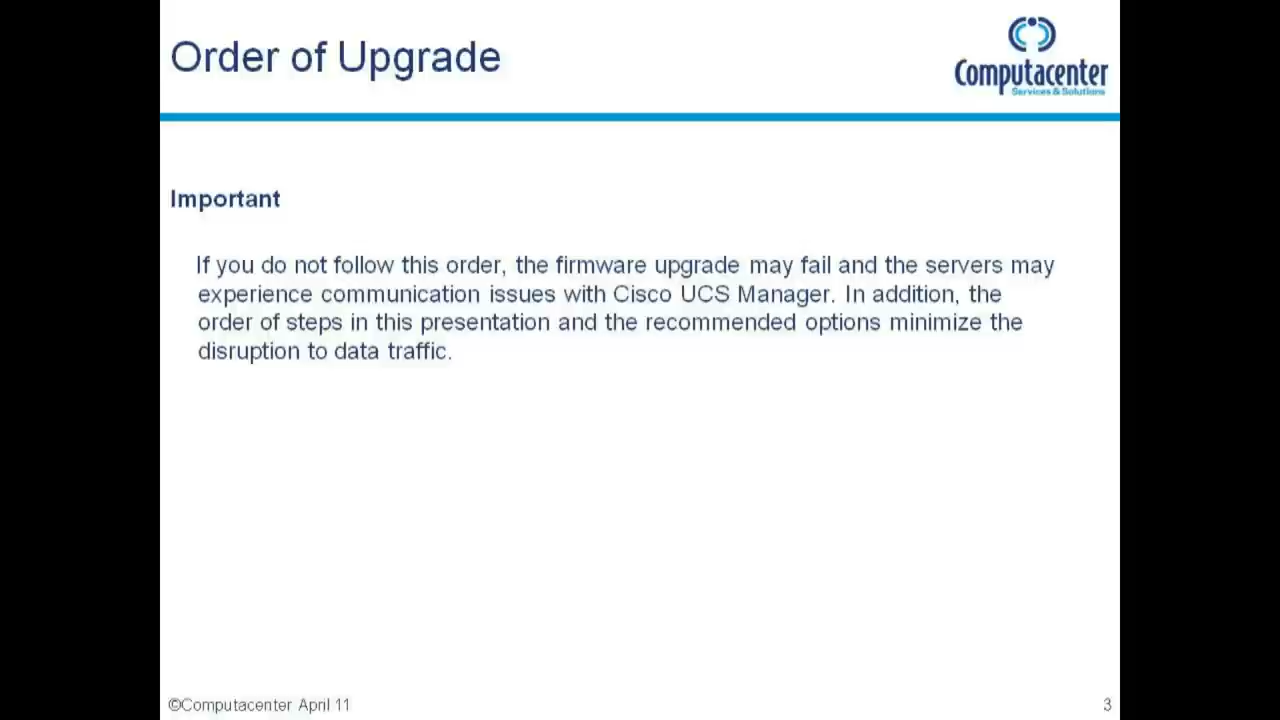 Order of Upgrade
Computacenter
Services & Solutions
Important
If you do not follow this order, the firmware upgrade may fail and the servers may
experience communication issues with Cisco UCS Manager. In addition, the
order of steps in this presentation and the recommended options minimize the
disruption to data traffic.
©Computacenter April 11
3